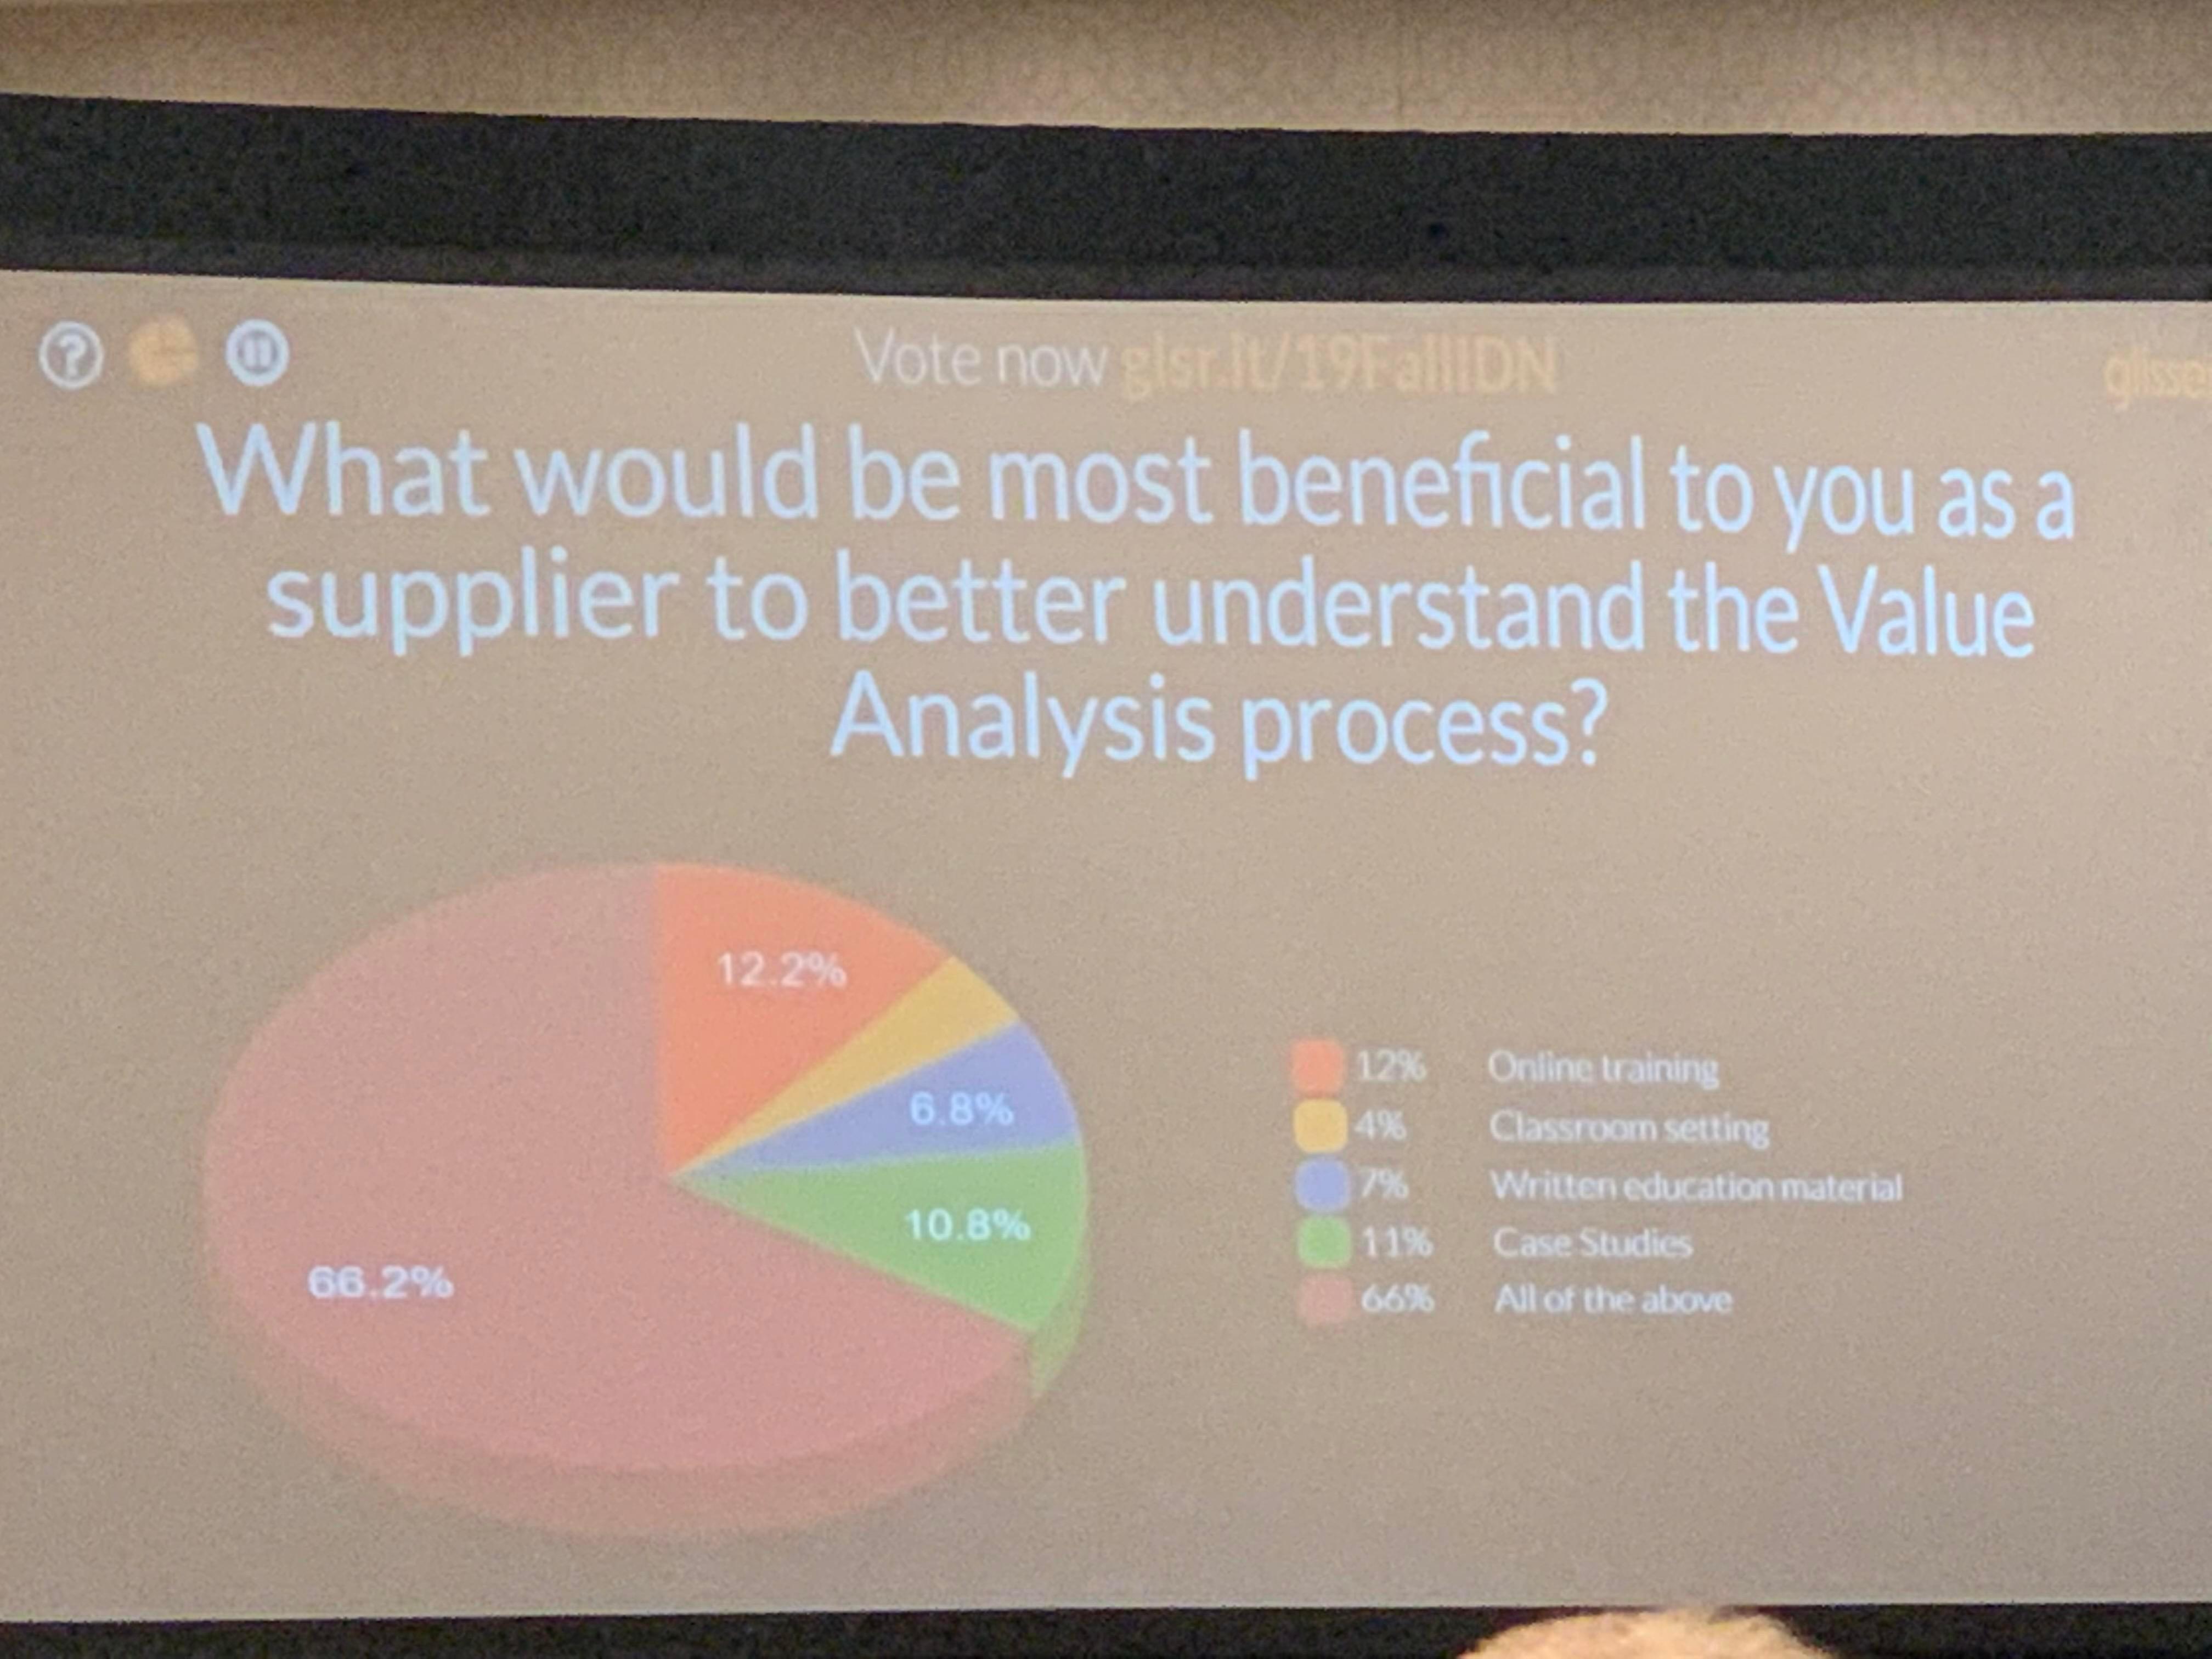 Vote now glsr.it/19FallIDN
What would be most beneficial to you as a
supplier to better understand the Value
Analysis process?
12.2%
6.8%
10.8%
66.2%
12% Online training
4% Classroom setting
7% Written education material
11% Case Studies
66% All of the above